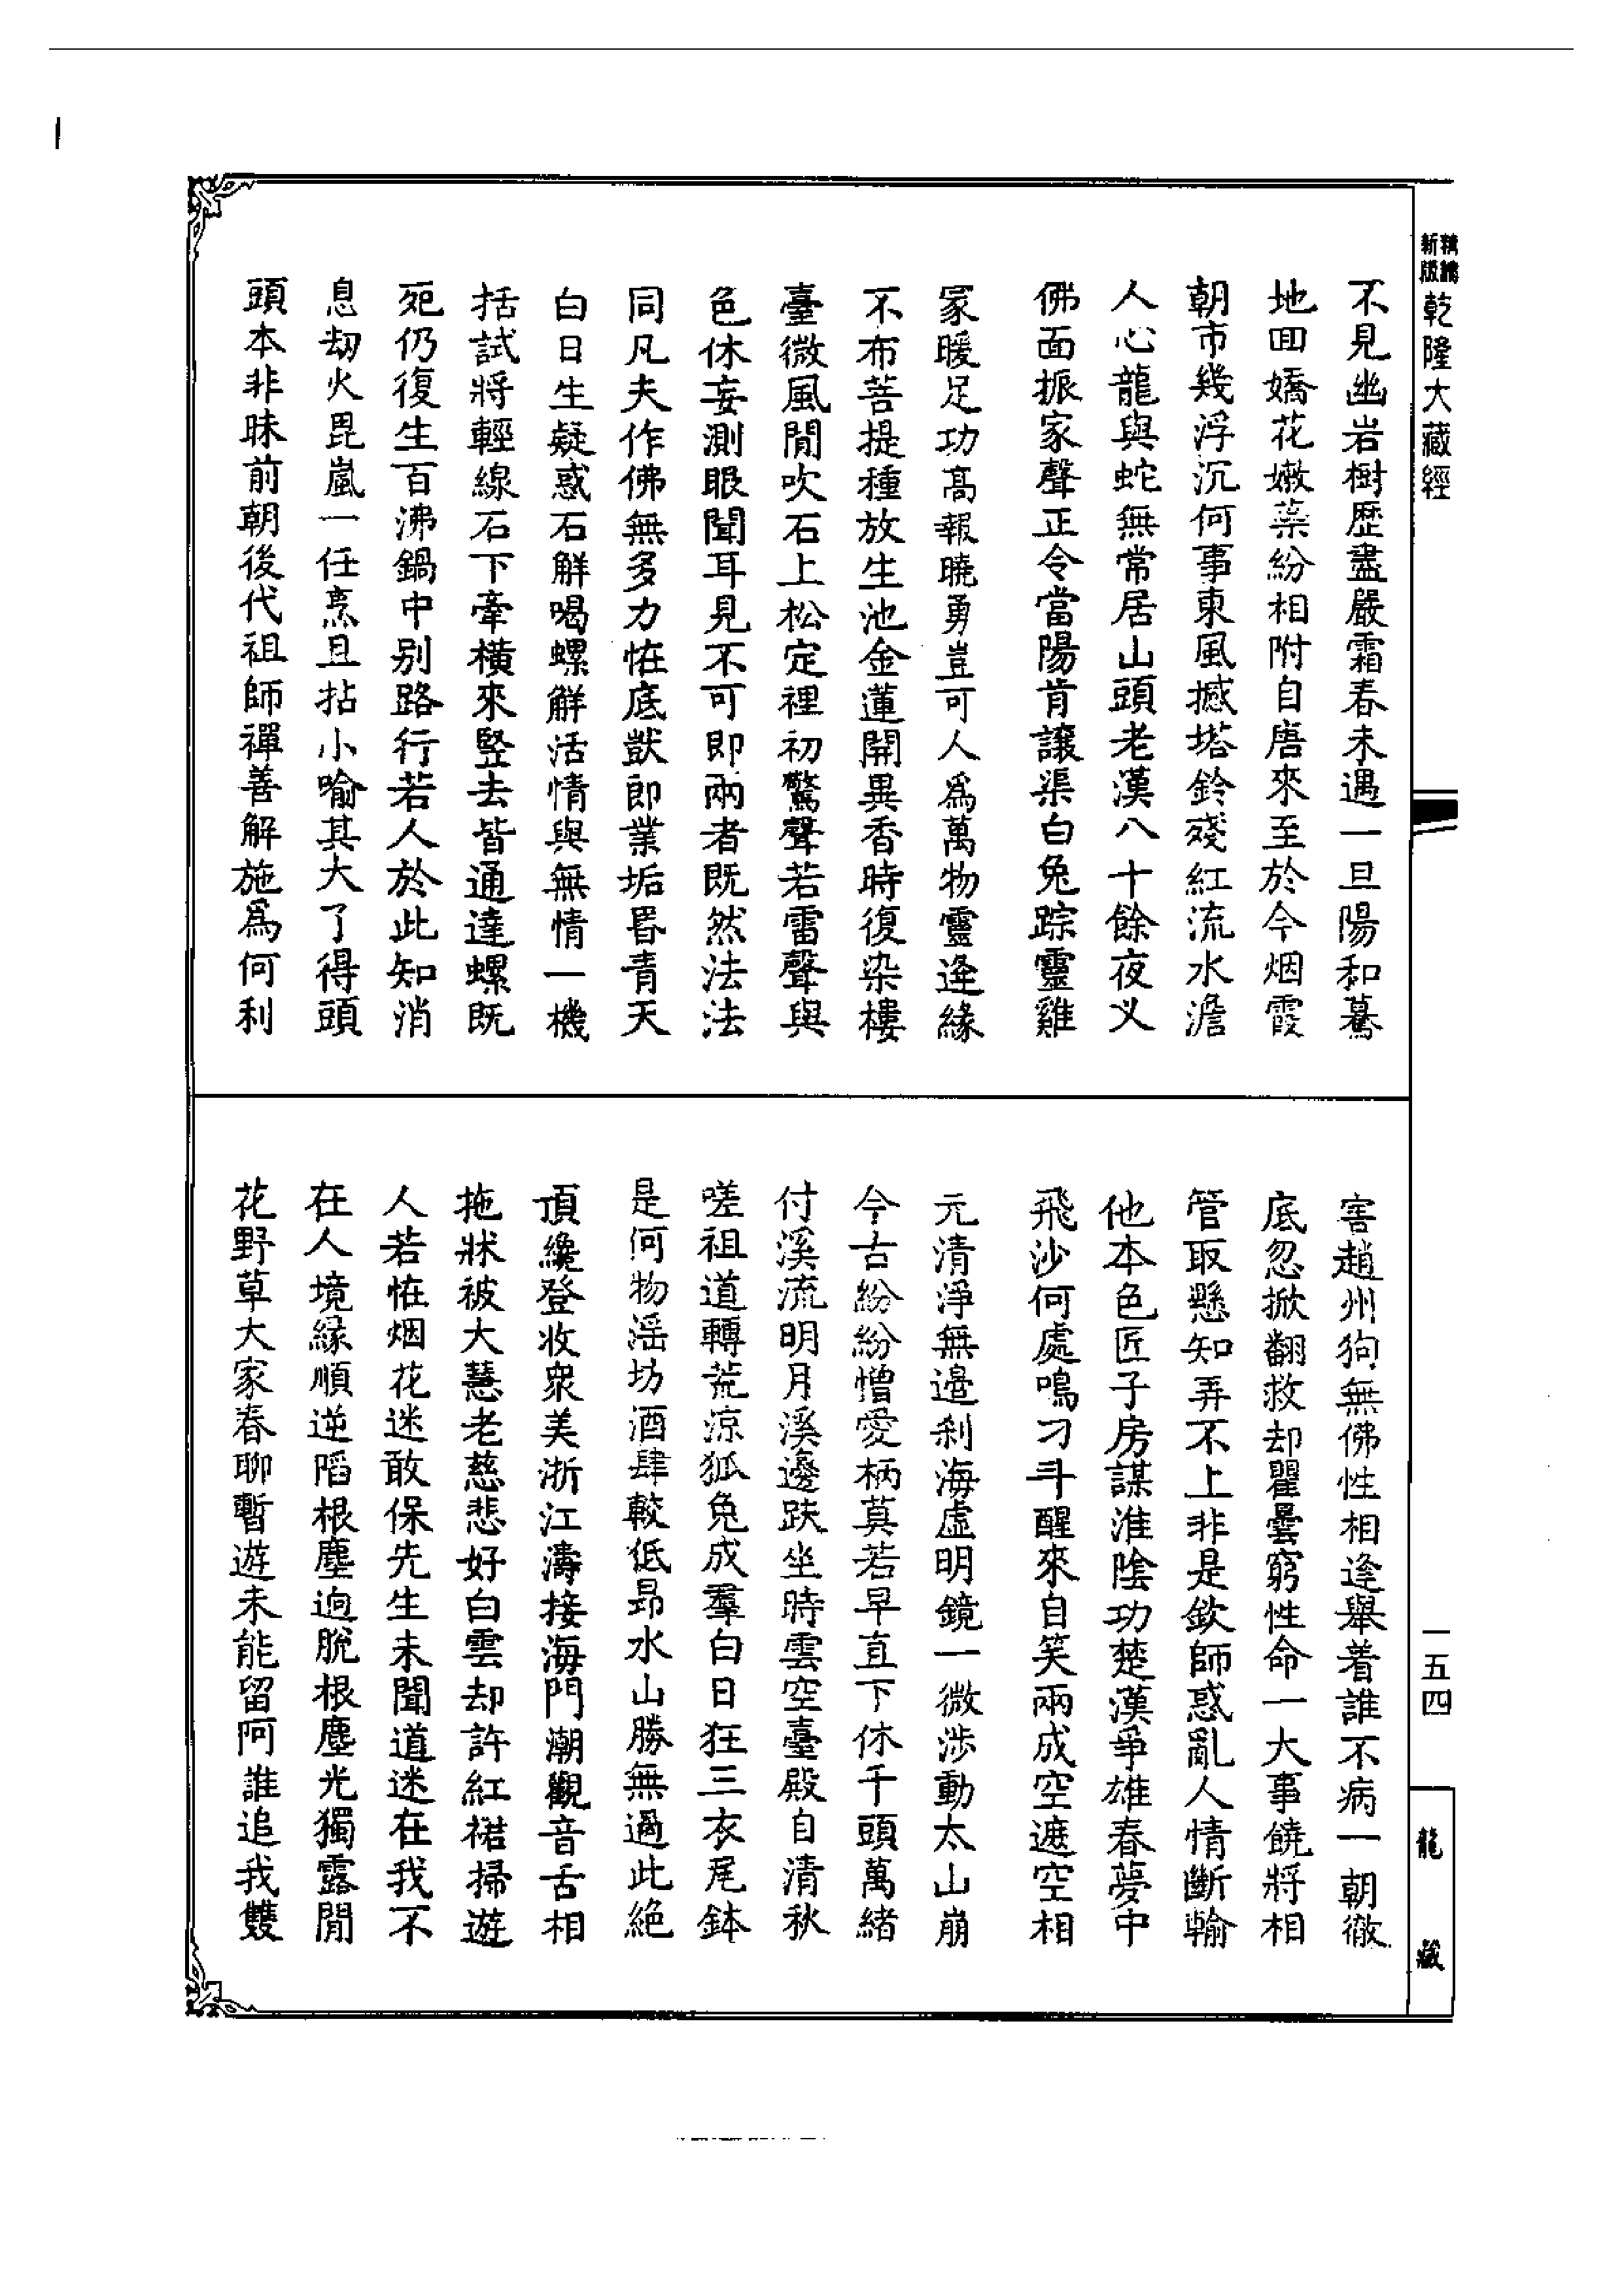 精鐫新版乾隆大藏經
不見幽岩樹歷盡嚴霜春未遇一旦陽和驀
地回嬌花嫩蘂紛相附自唐來至於今烟霞
朝市幾浮沉何事東風撼塔鈴殘紅流水澹
人心龍與蛇無常居山頭老漢八十餘夜义
佛面振家聲正令當陽肯讓渠白兔踪靈雞
冢暖足功高報曉勇豈可人爲萬物靈逢緣
不布菩提種放生池金蓮開異香時復染樓
臺微風閒吹石上松定裡初驚聲若雷聲與
色休妄測眼聞耳見不可即兩者既然法法
同凡夫作佛無多力恠底獃郎業垢昬青天
白日生疑惑石觧喝螺觧活情與無情一機
括試將輕線石下牽橫來竪去皆通達螺既
死仍復生百沸鍋中别路行若人於此知消
息劫火毘嵐一任烹且拈小喻其大了得頭
頭本非昧前朝後代祖師禪善解施爲何利
害趙州狗無佛性相逢舉着誰不病一朝徹
底忽掀翻救却瞿曇窮性命一大事饒將相
管取懸知弄不上非是欽師惑亂人情斷輸
他本色匠子房謀淮陰功楚漢爭雄春夢中
飛沙何處鳴刁斗醒來自笑兩成空遮空相
元清淨無邉刹海虛明鏡一微涉動太山崩
今古紛紛憎愛柄莫若早直下休千頭萬緒
付溪流明月溪邊趺坐時雲空臺殿自清秋
嗟祖道轉荒涼狐兔成羣白日狂三衣尾鉢
是何物滛坊酒肆較低昻水山勝無過此絶
頂纔登收衆美浙江濤接海門潮觀音舌相
拖狀被大慧老慈悲好白雲却許紅裙掃遊
人若恠烟花迷敢保先生未聞道迷在我不
在人境緣順逆䧟根塵逈脫根塵光獨露閒
花野草大家春聊暫遊未能留阿誰追我雙
一五四
龍藏